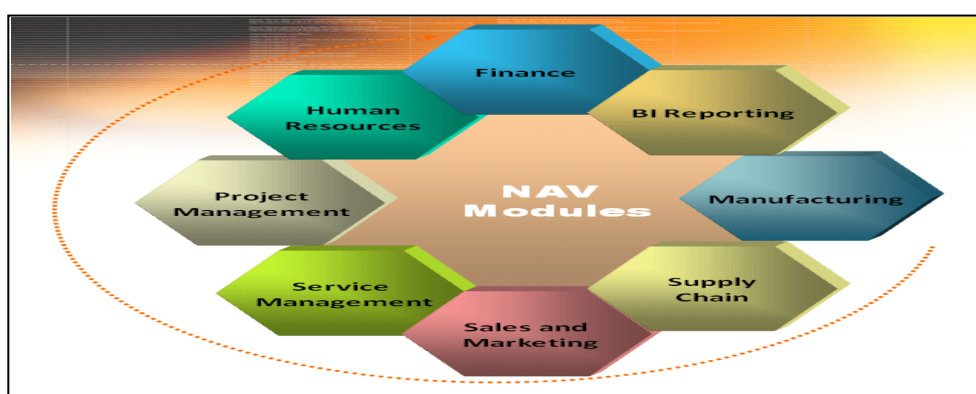 Finance
Human
Resources
BI Reporting
Project
Management
NAV
Modules
Manufacturing
Service
Management
Supply
Chain
Sales and
Marketing